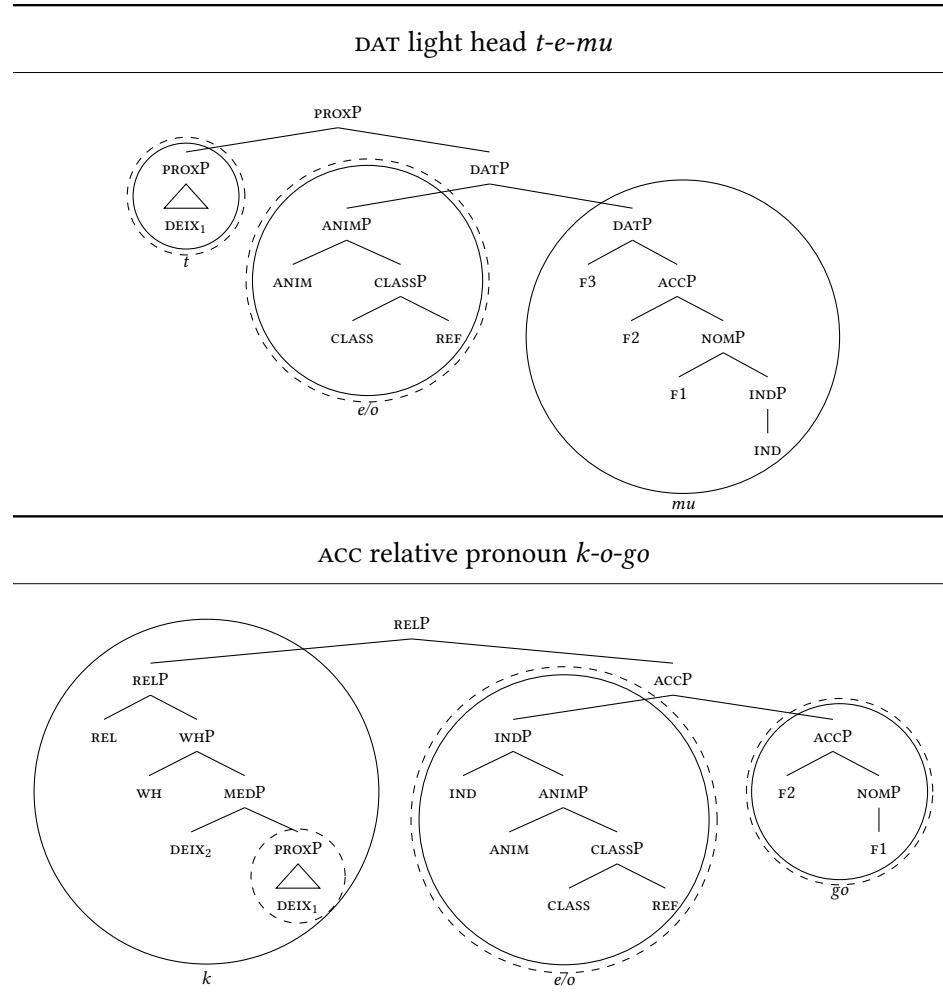 DAT light head t-e-mu
PROXP
PROXP DATP
DEIX₁ ANIMP DATP
t
ANIM CLASSP F3 ACCP
CLASS REF F2 NOMP
e/o
F1 INDP
IND
mu
ACC relative pronoun k-o-go
RELP
RELP ACCP
REL WHP INDP ACCP
WH MEDP IND ANIMP F2 NOMP
DEIX₂ PROXP ANIM CLASSP F1
go
DEIX₁ CLASS REF
k e/o